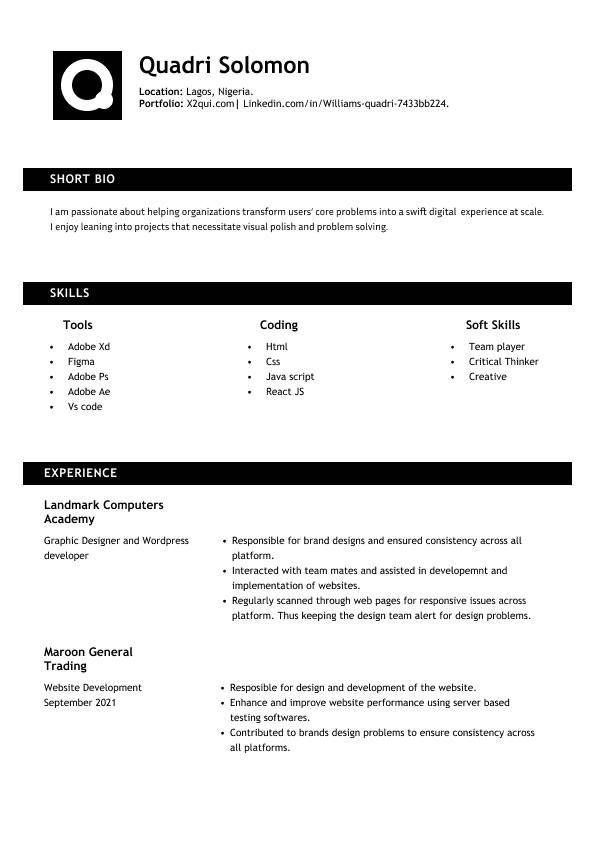 Quadri Solomon
Location: Lagos, Nigeria.
Portfolio: X2qui.com| Linkedin.com/in/Williams-quadri-7433bb224.
SHORT BIO
I am passionate about helping organizations transform users' core problems into a swift digital experience at scale.
I enjoy leaning into projects that necessitate visual polish and problem solving.
SKILLS
Tools
• Adobe Xd
• Figma
• Adobe Ps
• Adobe Ae
• Vs code
Coding
• Html
• Css
• Java script
• React JS
Soft Skills
• Team player
• Critical Thinker
• Creative
EXPERIENCE
Landmark Computers
Academy
Graphic Designer and Wordpress
developer
• Responsible for brand designs and ensured consistency across all
platform.
• Interacted with team mates and assisted in developemnt and
implementation of websites.
• Regularly scanned through web pages for responsive issues across
platform. Thus keeping the design team alert for design problems.
Maroon General
Trading
Website Development
September 2021
• Resposible for design and development of the website.
• Enhance and improve website performance using server based
testing softwares.
• Contributed to brands design problems to ensure consistency across
all platforms.